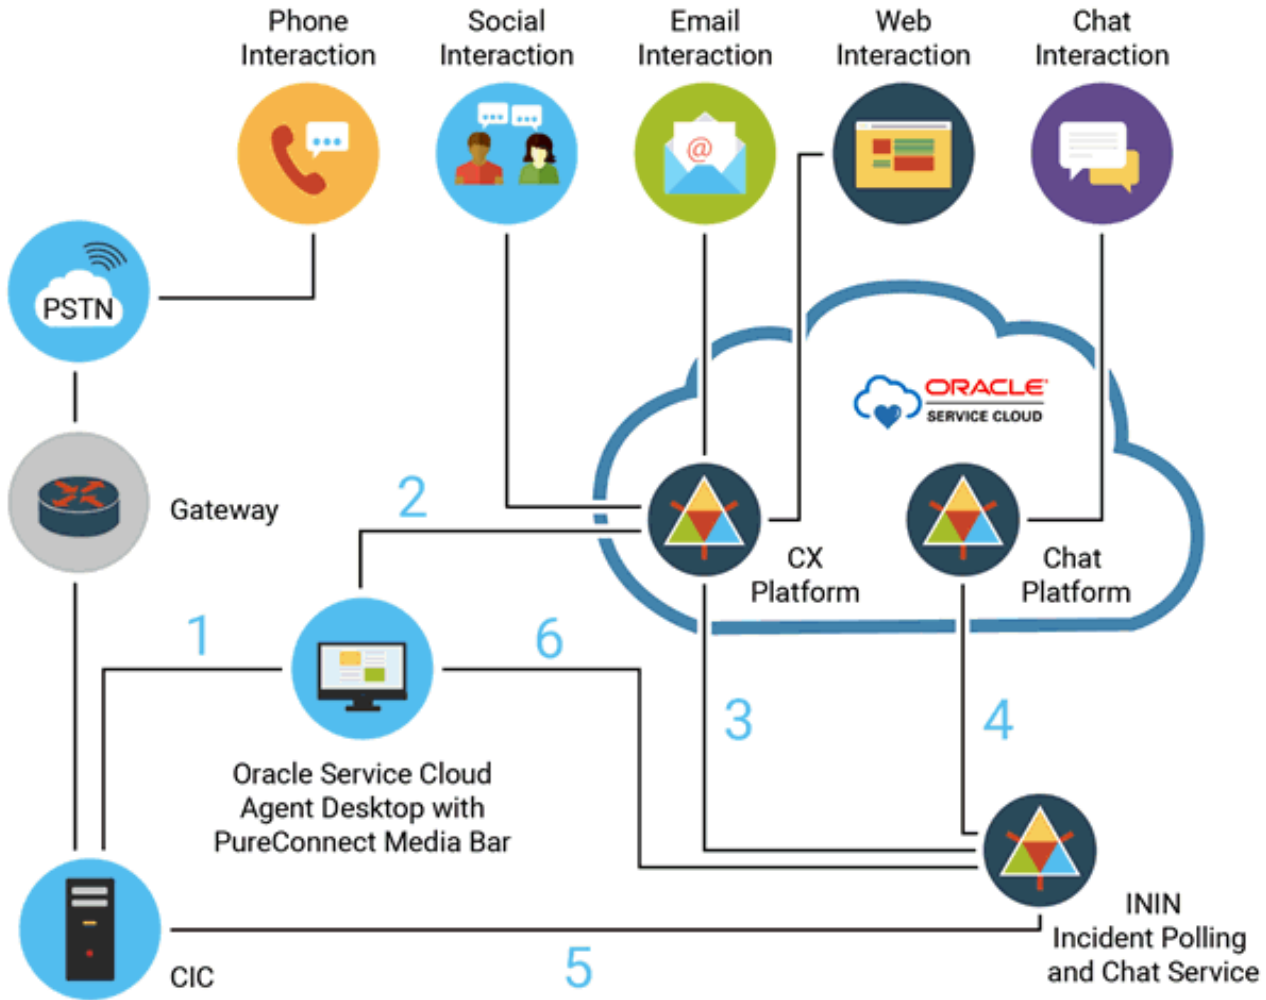 Phone
Interaction
Social
Interaction
Email
Interaction
Web
Interaction
Chat
Interaction
@
PSTN
ORACLE
SERVICE CLOUD
Gateway
2
CX
Platform
Chat
Platform
1
6
3
4
Oracle Service Cloud
Agent Desktop with
PureConnect Media Bar
ININ
Incident Polling
and Chat Service
CIC
5